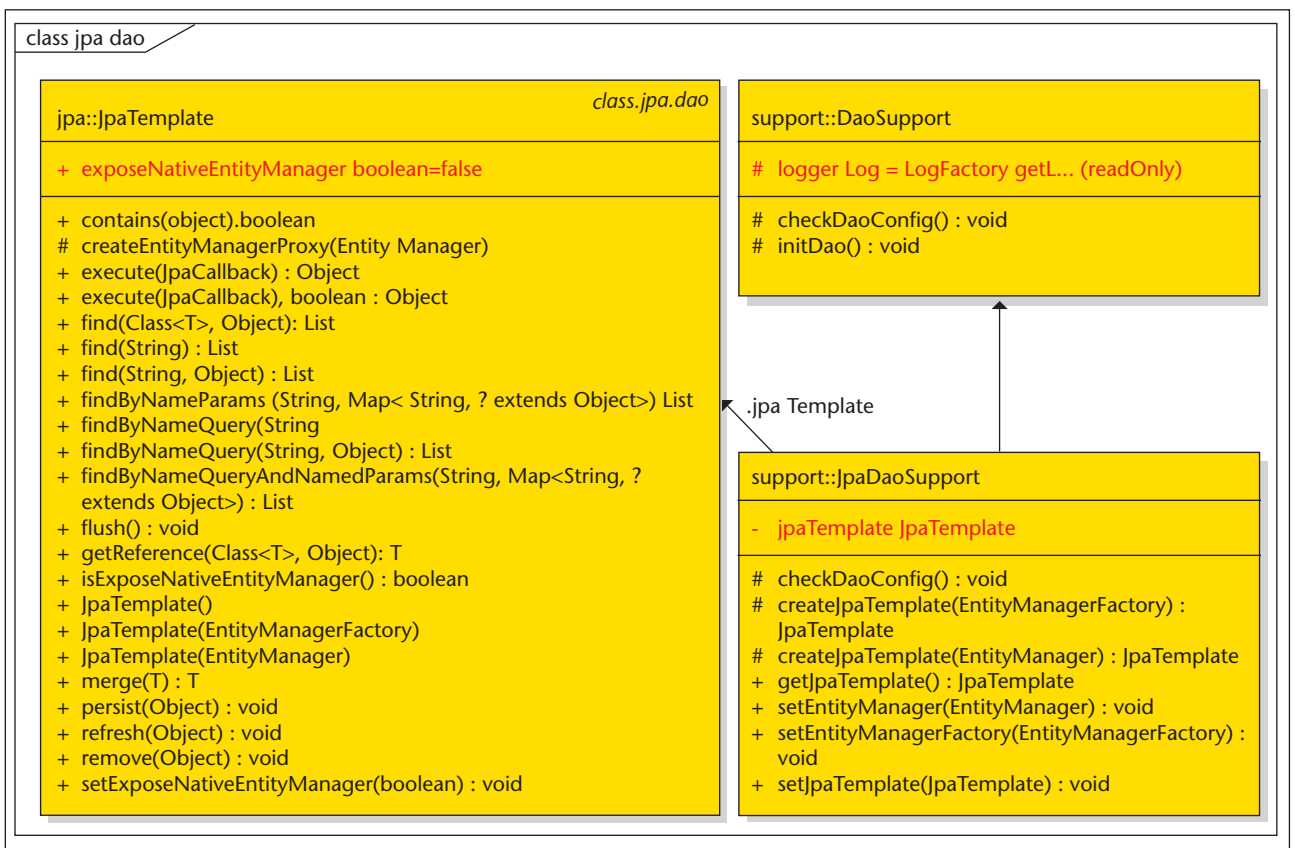 class jpa dao
class.jpa.dao
jpa::JpaTemplate
+ exposeNativeEntityManager boolean=false
+ contains(object).boolean
# createEntityManagerProxy(Entity Manager)
+ execute(JpaCallback) : Object
+ execute(JpaCallback), boolean : Object
+ find(Class<T>, Object): List
+ find(String) : List
+ find(String, Object) : List
+ findByNameParams (String, Map< String, ? extends Object>) List
+ findByNameQuery(String
+ findByNameQuery(String, Object) : List
+ findByNameQueryAndNamedParams(String, Map<String, ?
extends Object>) : List
+ flush() : void
+ getReference(Class<T>, Object): T
+ isExposeNativeEntityManager() : boolean
+ JpaTemplate()
+ JpaTemplate(EntityManagerFactory)
+ JpaTemplate(EntityManager)
+ merge(T) : T
+ persist(Object) : void
+ refresh(Object) : void
+ remove(Object) : void
+ setExposeNativeEntityManager(boolean) : void
support::DaoSupport
# logger Log = LogFactory getL... (readOnly)
# checkDaoConfig() : void
# initDao() : void
.jpa Template
support::JpaDaoSupport
- jpaTemplate JpaTemplate
# checkDaoConfig() : void
# createJpaTemplate(EntityManagerFactory) :
JpaTemplate
# createJpaTemplate(EntityManager) : JpaTemplate
+ getJpaTemplate() : JpaTemplate
+ setEntityManager(EntityManager) : void
+ setEntityManagerFactory(EntityManagerFactory) :
void
+ setJpaTemplate(JpaTemplate) : void